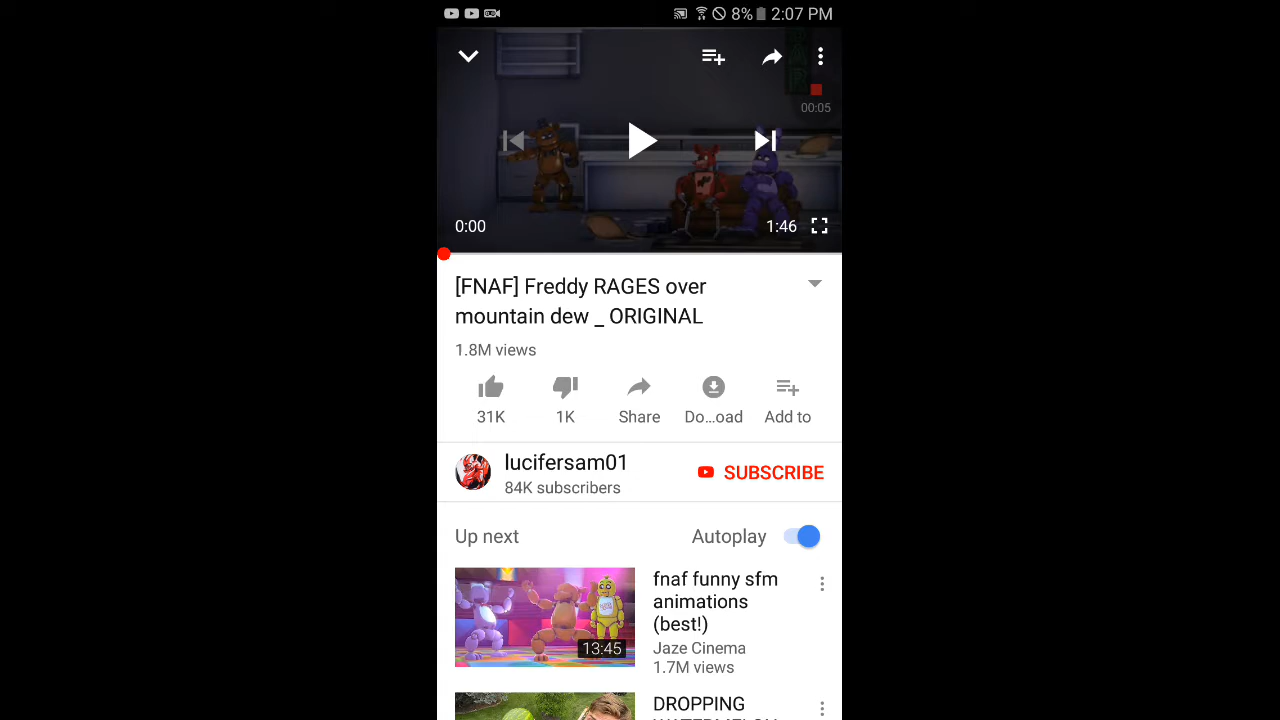 8% 2:07 PM
00:05
0:00 1:46
[FNAF] Freddy RAGES over
mountain dew _ ORIGINAL
1.8M views
31K 1K Share Do...oad Add to
lucifersam01
84K subscribers
SUBSCRIBE
Up next Autoplay
fnaf funny sfm
animations
(best!)
Jaze Cinema
1.7M views
13:45
DROPPING